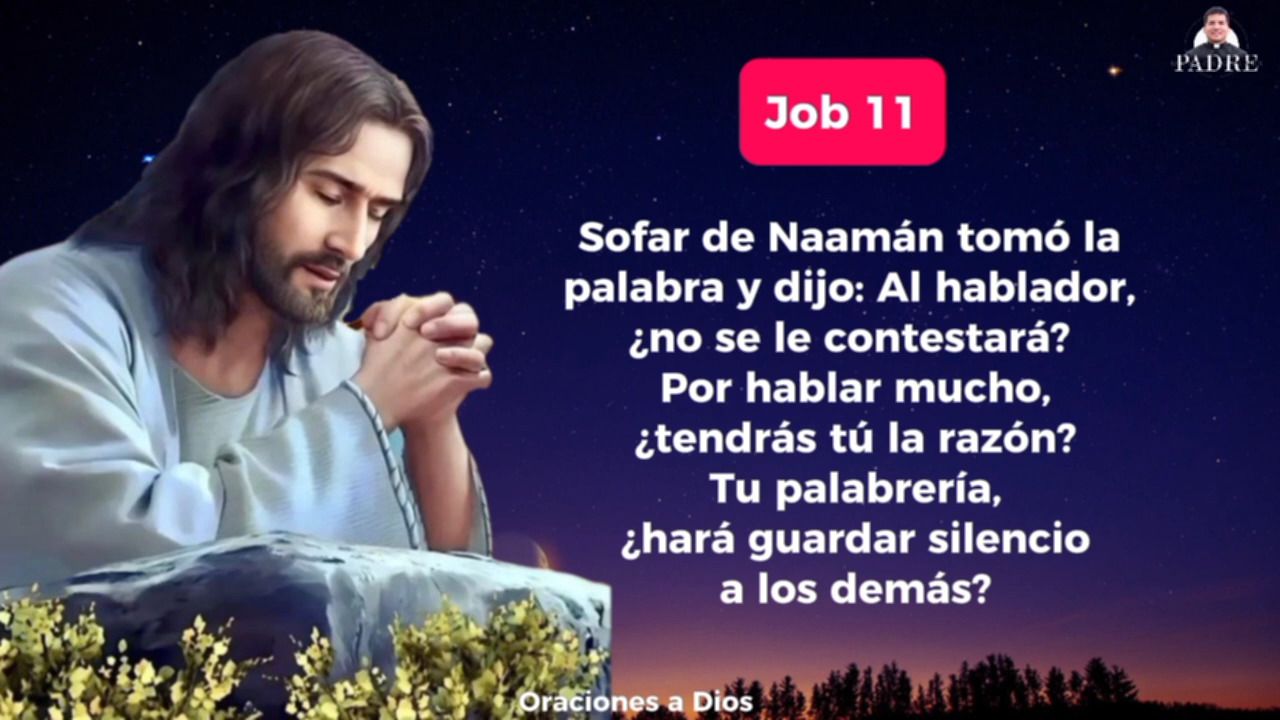 PADRE
Job 11
Sofar de Naamán tomó la
palabra y dijo: Al hablador,
¿no se le contestará?
Por hablar mucho,
¿tendrás tú la razón?
Tu palabrería,
¿hará guardar silencio
a los demás?
Oraciones a Dios